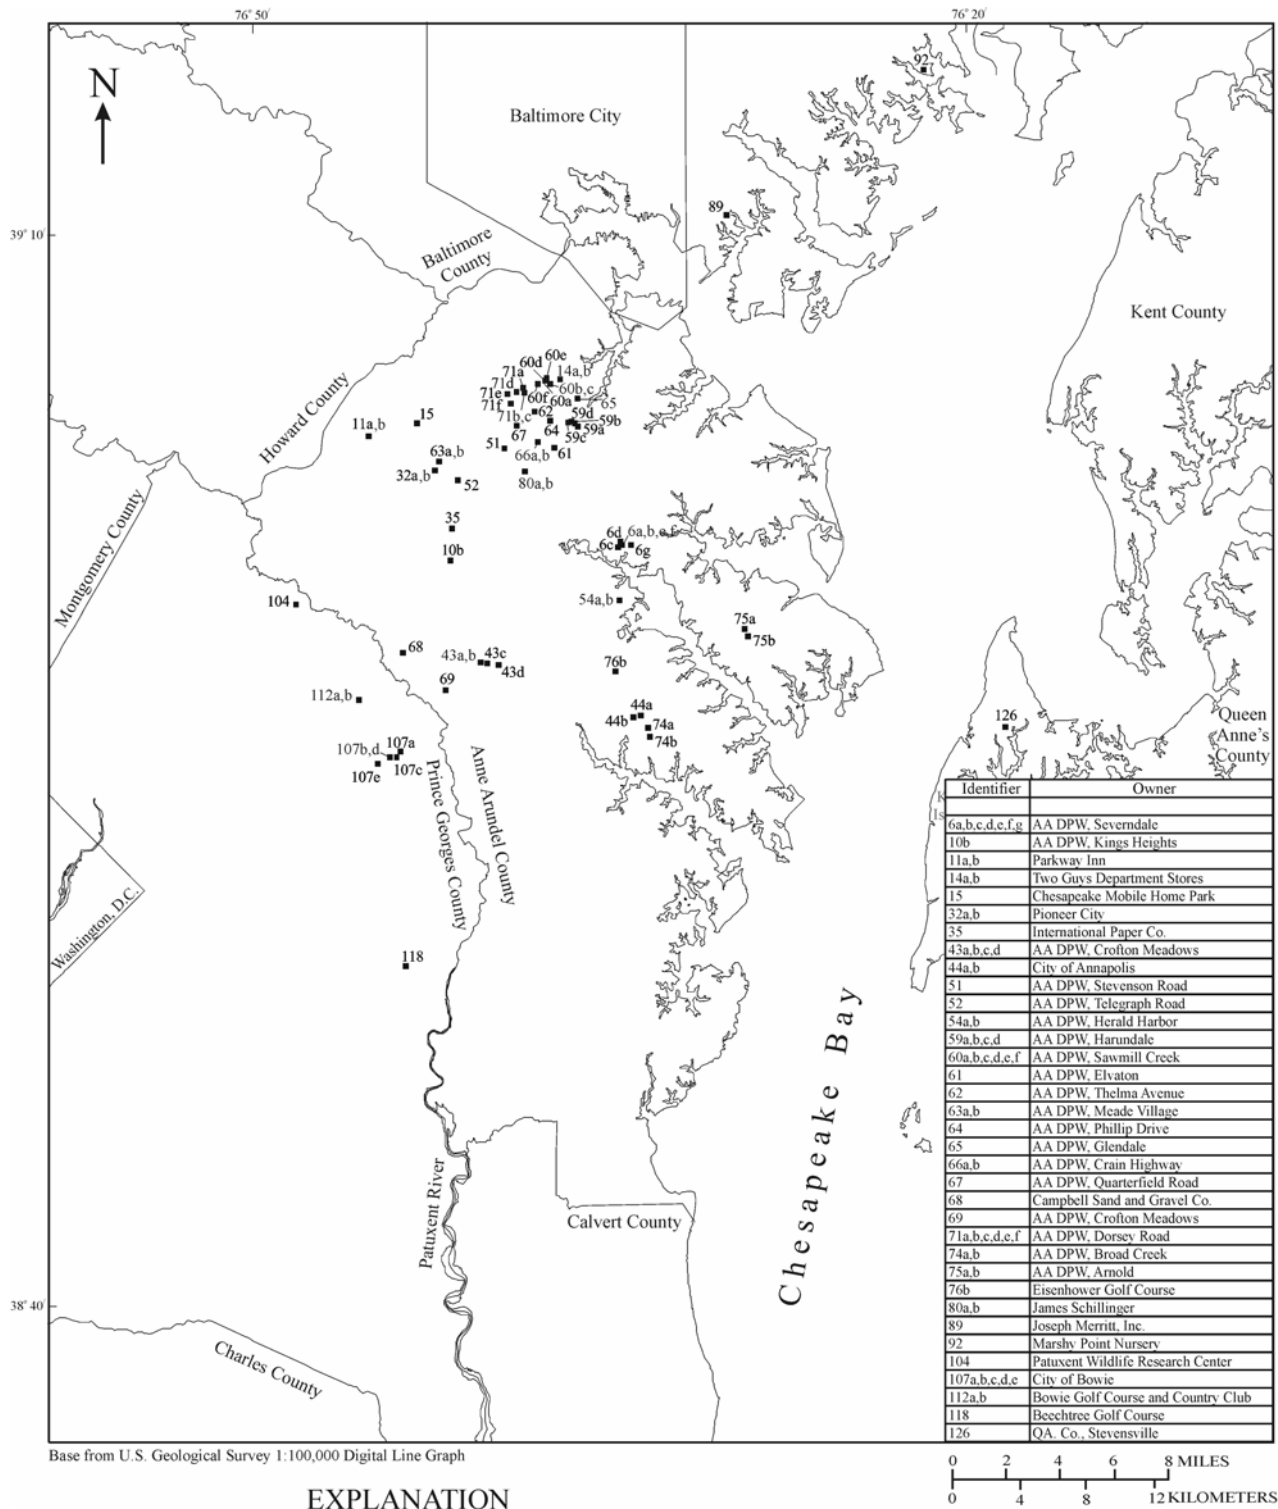 76° 50′
76° 20′
N
92
Baltimore City
89
39° 10′
Baltimore
County
Kent County
Howard County
60e
60d
14a,b
71a
71d
60b,c
71e
60f
60a
65
71f
71b,c
62
59d
59b
15
11a,b
67
64
59c
59a
51
66a,b
61
63a,b
32a,b
52
80a,b
Montgomery County
35
6d
6a,b,e,f
6c
6g
10b
104
54a,b
75a
75b
68
43a,b
43c
43d
76b
69
112a,b
44a
44b
74a
74b
126
Queen
Anne's
County
107a
107b,d
107c
107e
Prince Georges County
Anne Arundel County
K
Is
Washington, D.C.
118
Chesapeake Bay
Patuxent River
Calvert County
38° 40′
Charles County
Identifier Owner
6a,b,c,d,e,f,g AA DPW, Severndale
10b AA DPW, Kings Heights
11a,b Parkway Inn
14a,b Two Guys Department Stores
15 Chesapeake Mobile Home Park
32a,b Pioneer City
35 International Paper Co.
43a,b,c,d AA DPW, Crofton Meadows
44a,b City of Annapolis
51 AA DPW, Stevenson Road
52 AA DPW, Telegraph Road
54a,b AA DPW, Herald Harbor
59a,b,c,d AA DPW, Harundale
60a,b,c,d,e,f AA DPW, Sawmill Creek
61 AA DPW, Elvaton
62 AA DPW, Thelma Avenue
63a,b AA DPW, Meade Village
64 AA DPW, Phillip Drive
65 AA DPW, Glendale
66a,b AA DPW, Crain Highway
67 AA DPW, Quarterfield Road
68 Campbell Sand and Gravel Co.
69 AA DPW, Crofton Meadows
71a,b,c,d,e,f AA DPW, Dorsey Road
74a,b AA DPW, Broad Creek
75a,b AA DPW, Arnold
76b Eisenhower Golf Course
80a,b James Schillinger
89 Joseph Merritt, Inc.
92 Marshy Point Nursery
104 Patuxent Wildlife Research Center
107a,b,c,d,e City of Bowie
112a,b Bowie Golf Course and Country Club
118 Beechtree Golf Course
126 QA. Co., Stevensville
Base from U.S. Geological Survey 1:100,000 Digital Line Graph
0 2 4 6 8 MILES
0 4 8 12 KILOMETERS
EXPLANATION